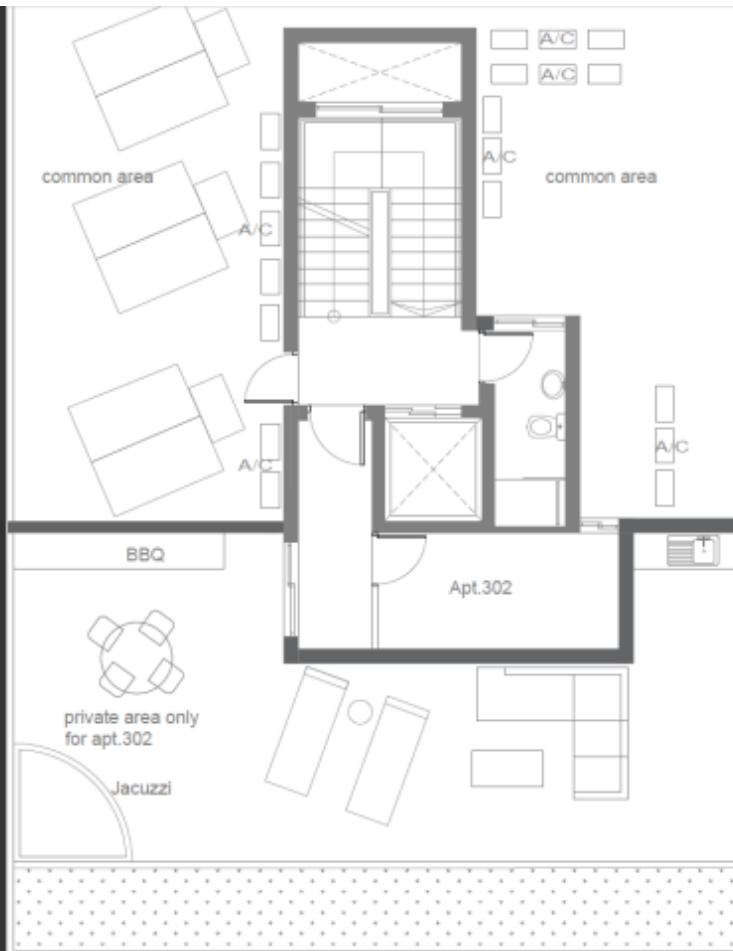 A/C
A/C
A/C
common area
common area
A/C
A/C
A/C
BBQ
Apt.302
private area only
for apt.302
Jacuzzi